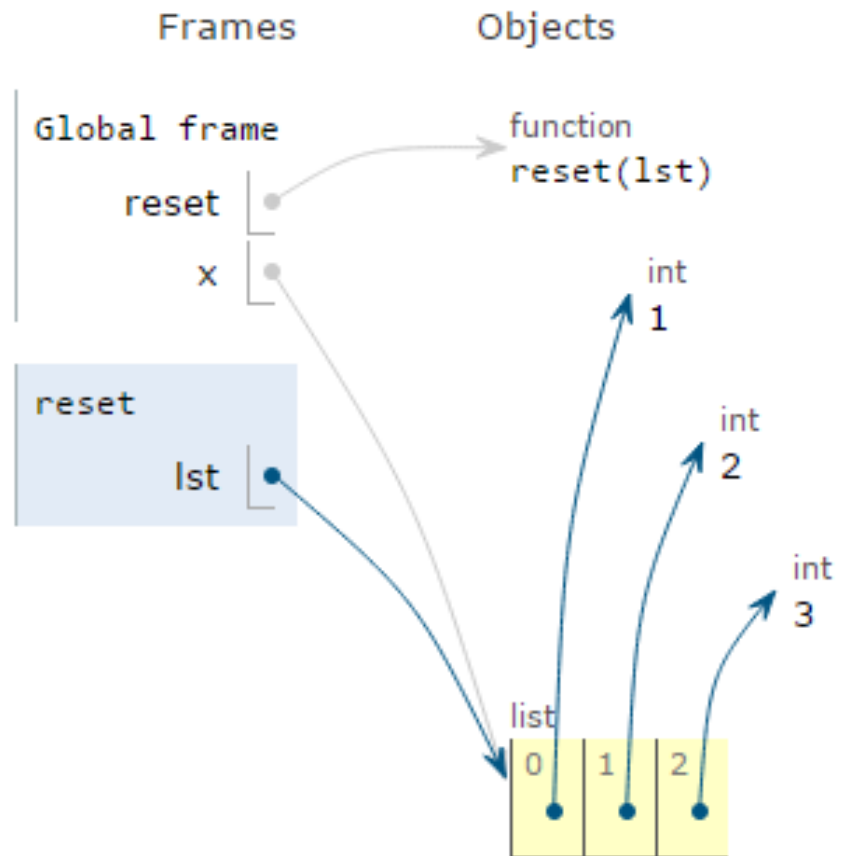 Frames Objects
Global frame
function
reset(lst)
reset
x
int
1
reset
int
2
lst
int
3
list
0 1 2